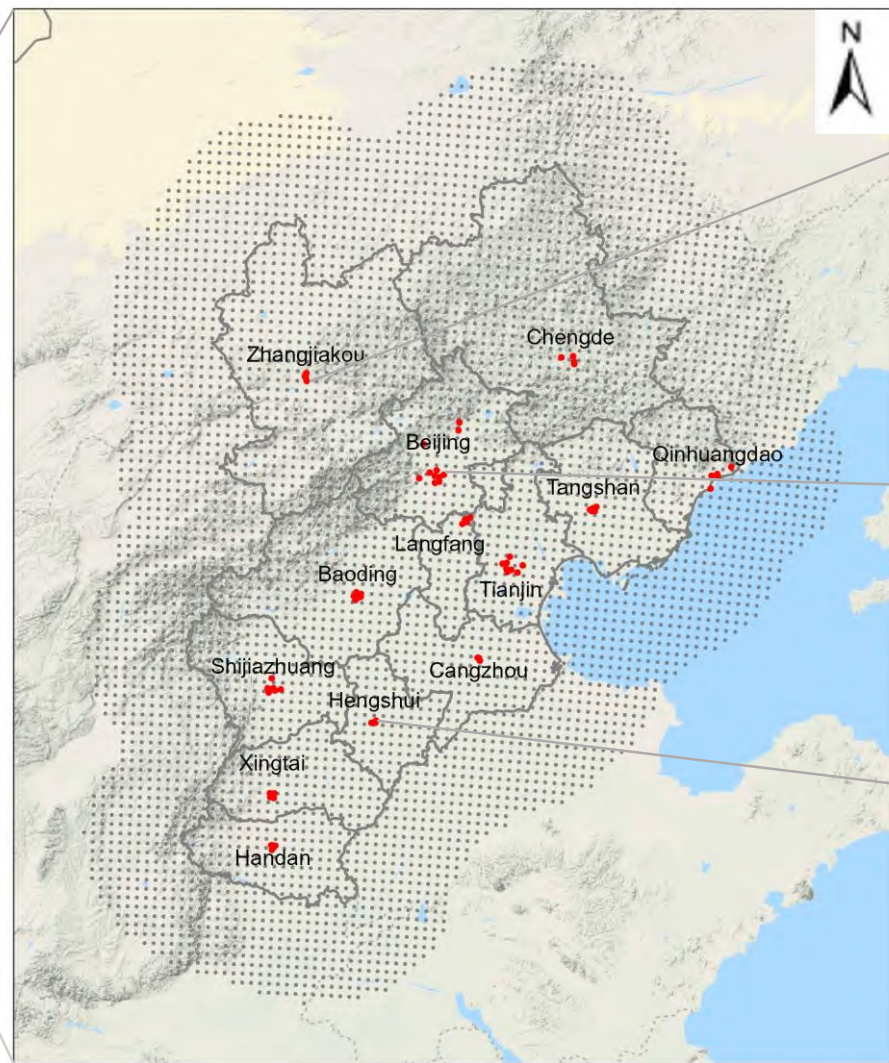 N
Chengde
Zhangjiakou
Beijing
Qinhuangdao
Tangshan
Langfang
Baoding
Tianjin
Shijiazhuang
Cangzhou
Hengshui
Xingtai
Handan